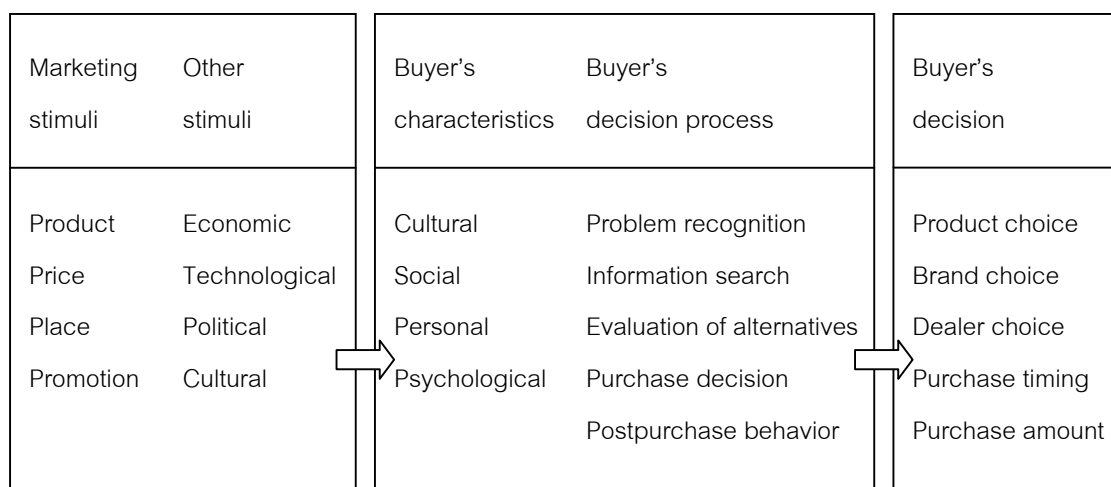 Marketing stimuli
Other stimuli
Product
Price
Place
Promotion
Economic
Technological
Political
Cultural
Buyer’s characteristics
Buyer’s decision process
Cultural
Social
Personal
Psychological
Problem recognition
Information search
Evaluation of alternatives
Purchase decision
Postpurchase behavior
Buyer’s decision
Product choice
Brand choice
Dealer choice
Purchase timing
Purchase amount